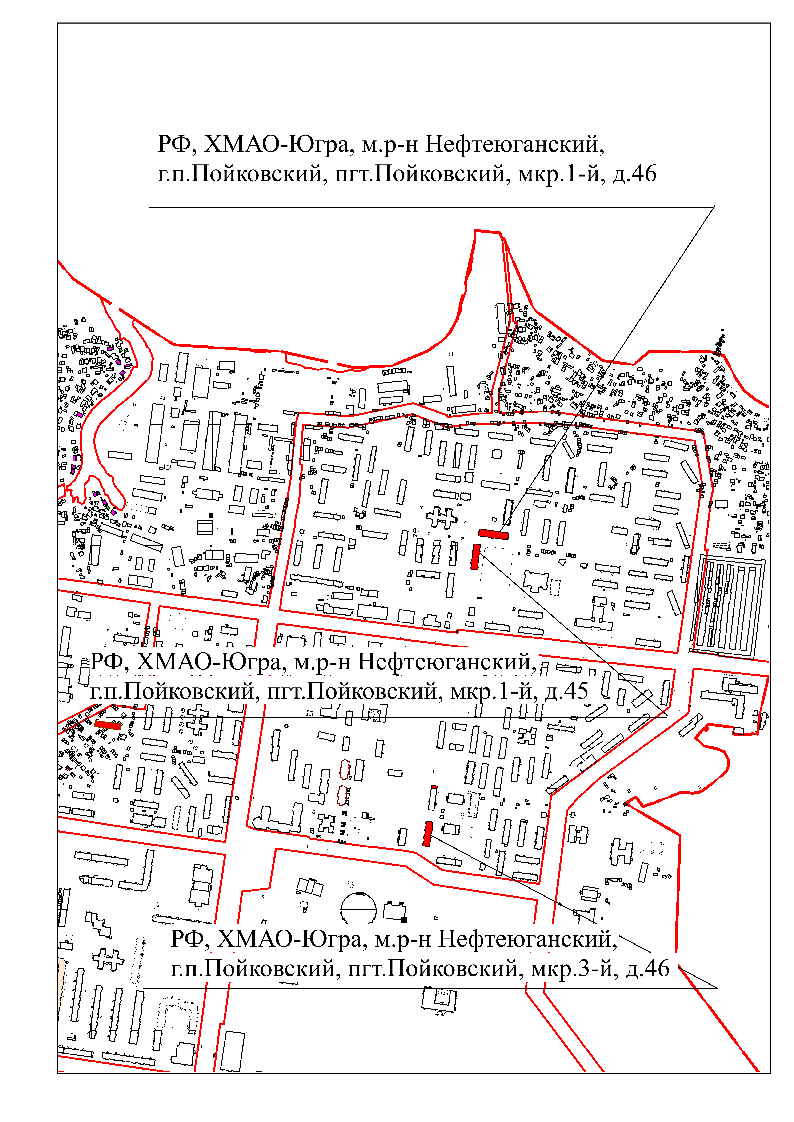 РФ, ХМАО-Югра, м.р-н Нефтеюганский,
г.п.Пойковский, пгт.Пойковский, мкр.1-й, д.46
РФ, ХМАО-Югра, м.р-н Нефтеюганский,
г.п.Пойковский, пгт.Пойковский, мкр.1-й, д.45
РФ, ХМАО-Югра, м.р-н Нефтеюганский,
г.п.Пойковский, пгт.Пойковский, мкр.3-й, д.46